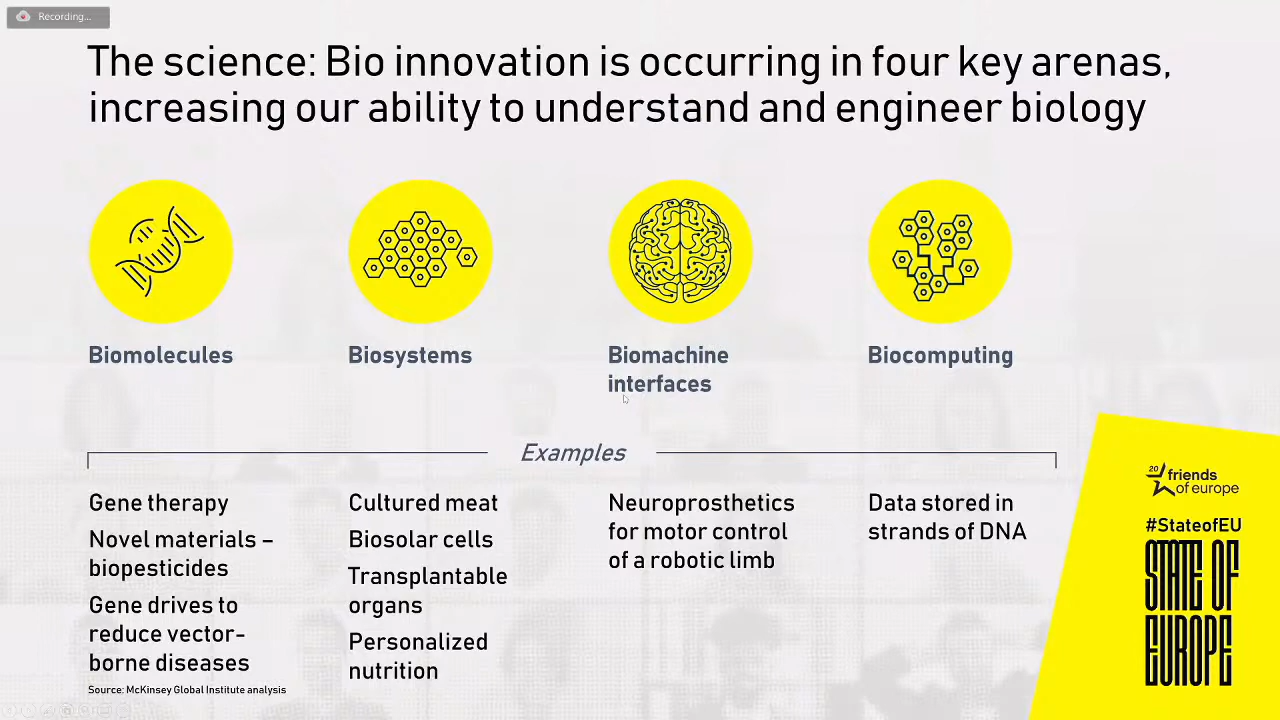 Recording...
The science: Bio innovation is occurring in four key arenas,
increasing our ability to understand and engineer biology
Biomolecules
Biosystems
Biomachine
interfaces
Biocomputing
Examples
Gene therapy
Novel materials –
biopesticides
Gene drives to
reduce vector-
borne diseases
Cultured meat
Biosolar cells
Transplantable
organs
Personalized
nutrition
Neuroprosthetics
for motor control
of a robotic limb
Data stored in
strands of DNA
Source: McKinsey Global Institute analysis
20
friends
of europe
#StateofEU
STATE OF
EUROPE